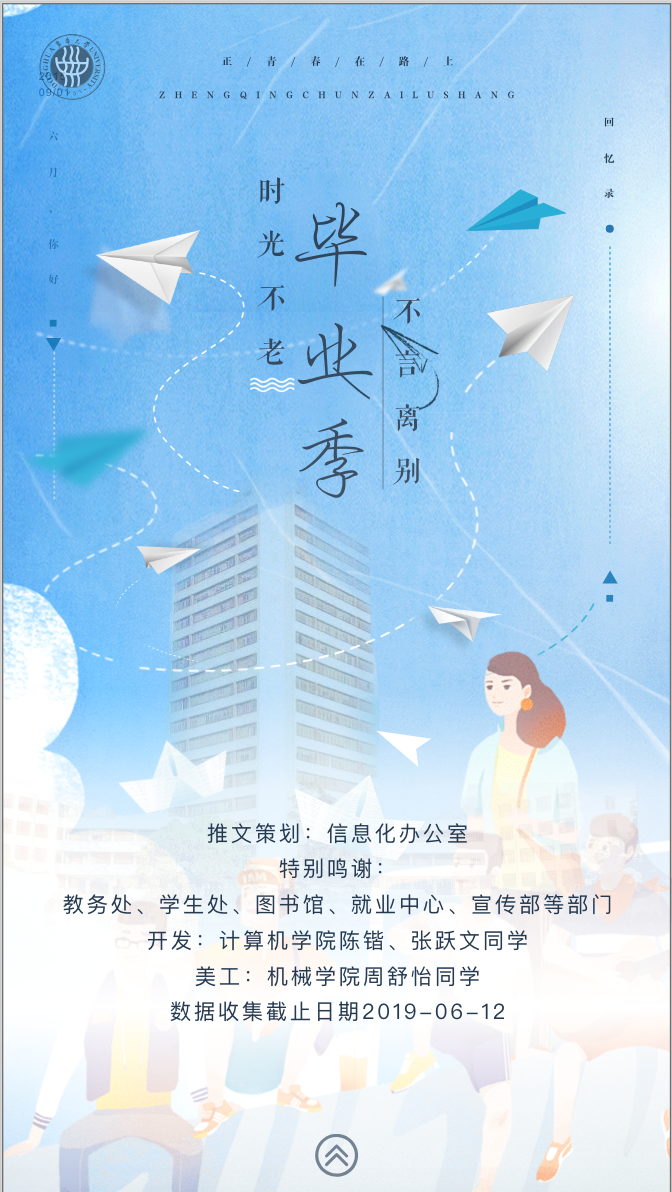 正/青/春/在/路/上
ZHENGQINGCHUNZAILUSHANG
回忆录
六月、你好
时光不老
毕业季
不言离别
推文策划：信息化办公室
特别鸣谢：
教务处、学生处、图书馆、就业中心、宣传部等部门
开发：计算机学院陈锴、张跃文同学
美工：机械学院周舒怡同学
数据收集截止日期2019-06-12